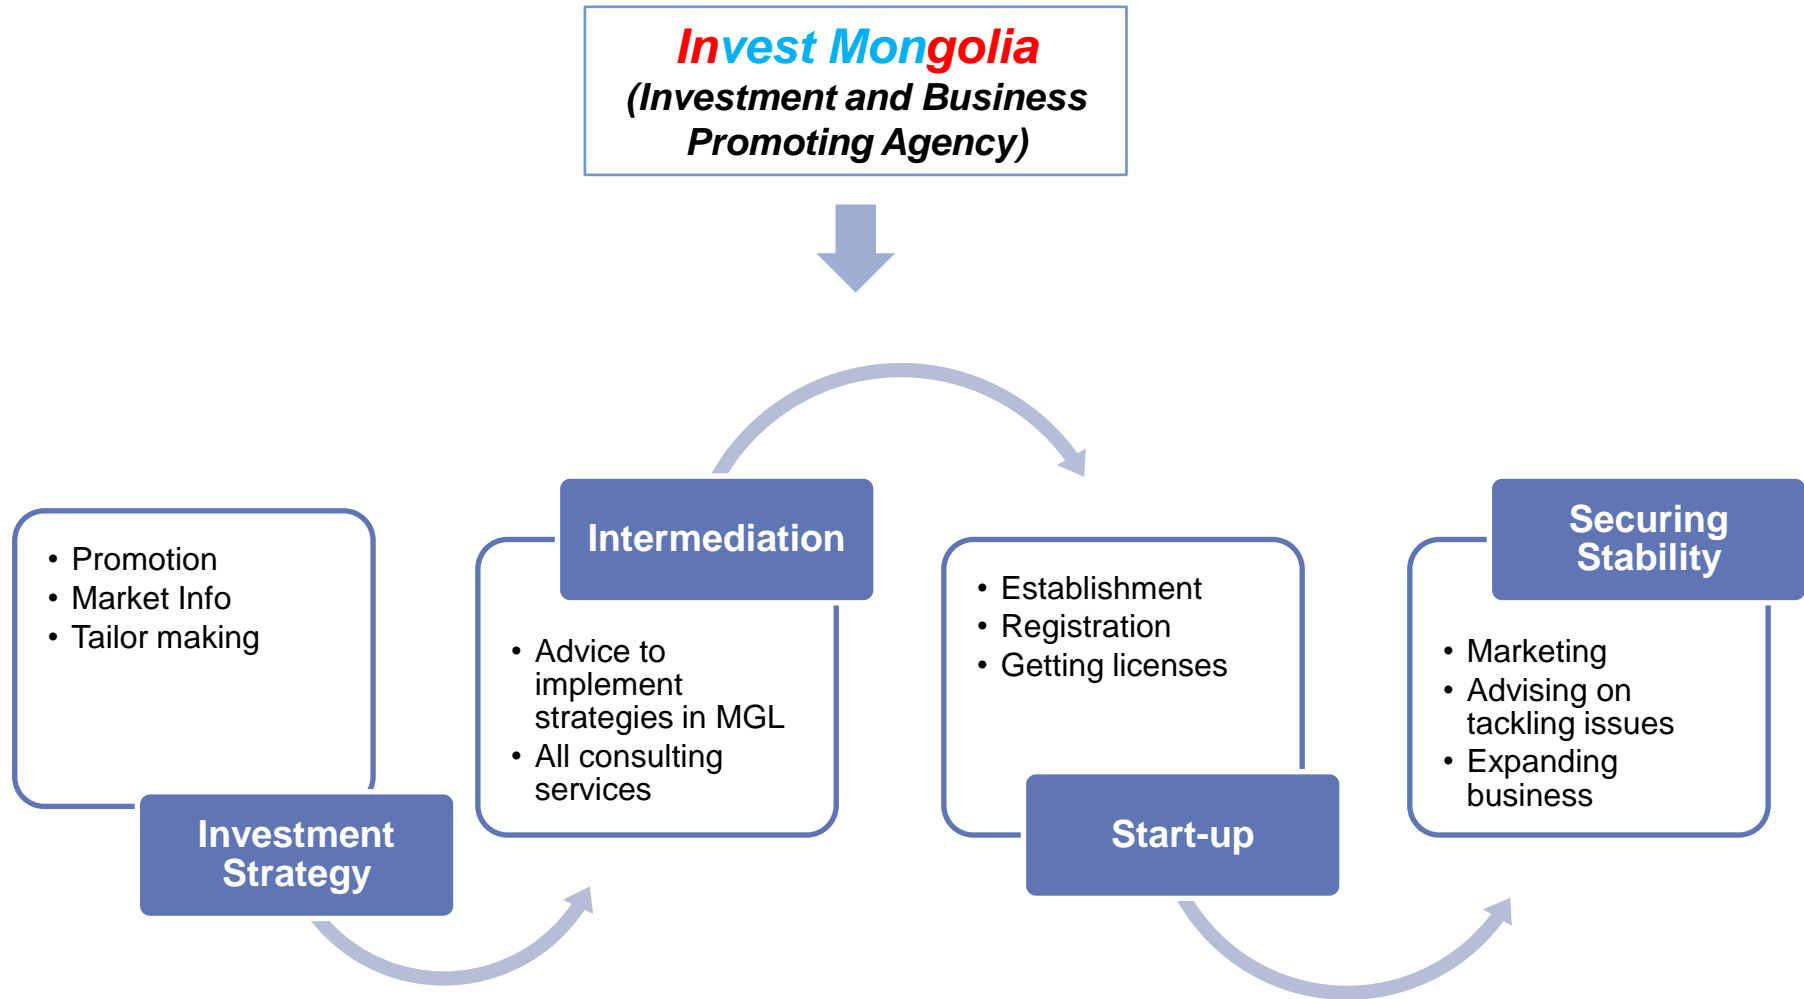 Invest Mongolia
(Investment and Business
Promoting Agency)
• Promotion
• Market Info
• Tailor making
Investment
Strategy
Intermediation
• Advice to
implement
strategies in MGL
• All consulting
services
• Establishment
• Registration
• Getting licenses
Start-up
Securing
Stability
• Marketing
• Advising on
tackling issues
• Expanding
business